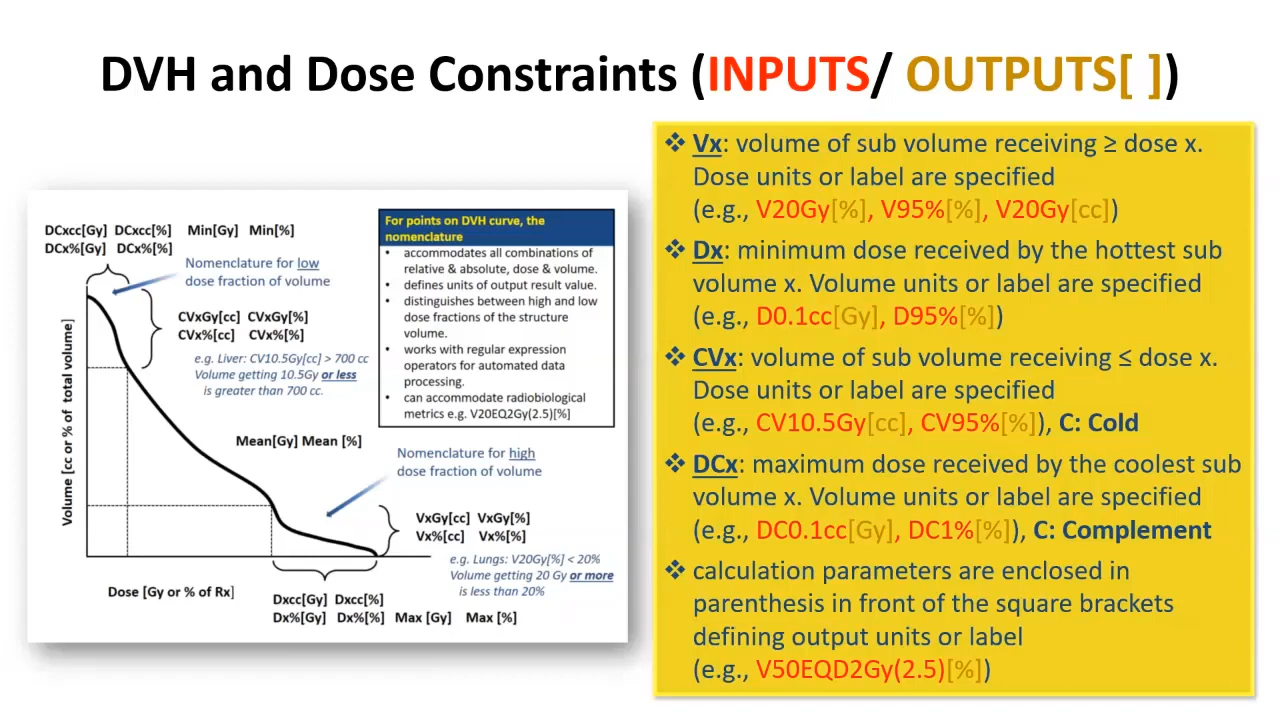 DVH and Dose Constraints (INPUTS/ OUTPUTS[ ])
DCxcc[Gy] DCxcc[%] Min[Gy] Min[%]
DCx%[Gy] DCx%[%]
Nomenclature for low
dose fraction of volume
CVxGy[cc] CVxGy[%]
CVx%[cc] CVx%[%]
e.g. Liver: CV10.5Gy[cc] > 700 cc
Volume getting 10.5Gy or less
is greater than 700 cc.
For points on DVH curve, the
nomenclature
• accommodates all combinations of
relative & absolute, dose & volume.
• defines units of output result value.
• distinguishes between high and low
dose fractions of the structure
volume.
• works with regular expression
operators for automated data
processing.
• can accommodate radiobiological
metrics e.g. V20EQ2Gy(2.5)[%]
Volume [cc or % of total volume]
Mean[Gy] Mean [%]
Nomenclature for high
dose fraction of volume
VxGy[cc] VxGy[%]
Vx%[cc] Vx%[%]
e.g. Lungs: V20Gy[%] < 20%
Volume getting 20 Gy or more
is less than 20%
Dose [Gy or % of Rx]
Dxcc[Gy] Dxcc[%]
Dx%[Gy] Dx%[%] Max [Gy] Max [%]
❖ Vx: volume of sub volume receiving ≥ dose x.
Dose units or label are specified
(e.g., V20Gy[%], V95%[%], V20Gy[cc])
❖ Dx: minimum dose received by the hottest sub
volume x. Volume units or label are specified
(e.g., D0.1cc[Gy], D95%[%])
❖ CVx: volume of sub volume receiving ≤ dose x.
Dose units or label are specified
(e.g., CV10.5Gy[cc], CV95%[%]), C: Cold
❖ DCx: maximum dose received by the coolest sub
volume x. Volume units or label are specified
(e.g., DC0.1cc[Gy], DC1%[%]), C: Complement
❖ calculation parameters are enclosed in
parenthesis in front of the square brackets
defining output units or label
(e.g., V50EQD2Gy(2.5)[%])